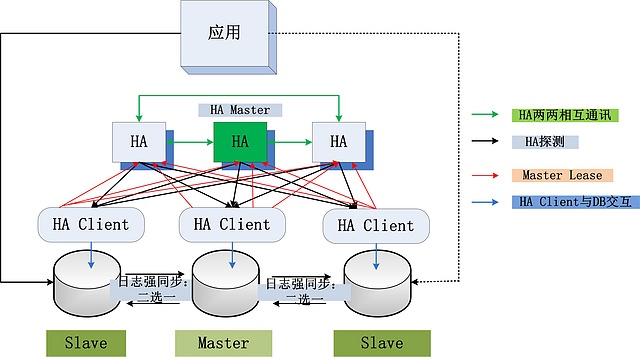 应用
HA Master
HA
HA
HA
HA两两相互通讯
HA探测
Master Lease
HA Client与DB交互
HA Client
HA Client
HA Client
日志强同步:
二选一
日志强同步:
二选一
Slave
Master
Slave